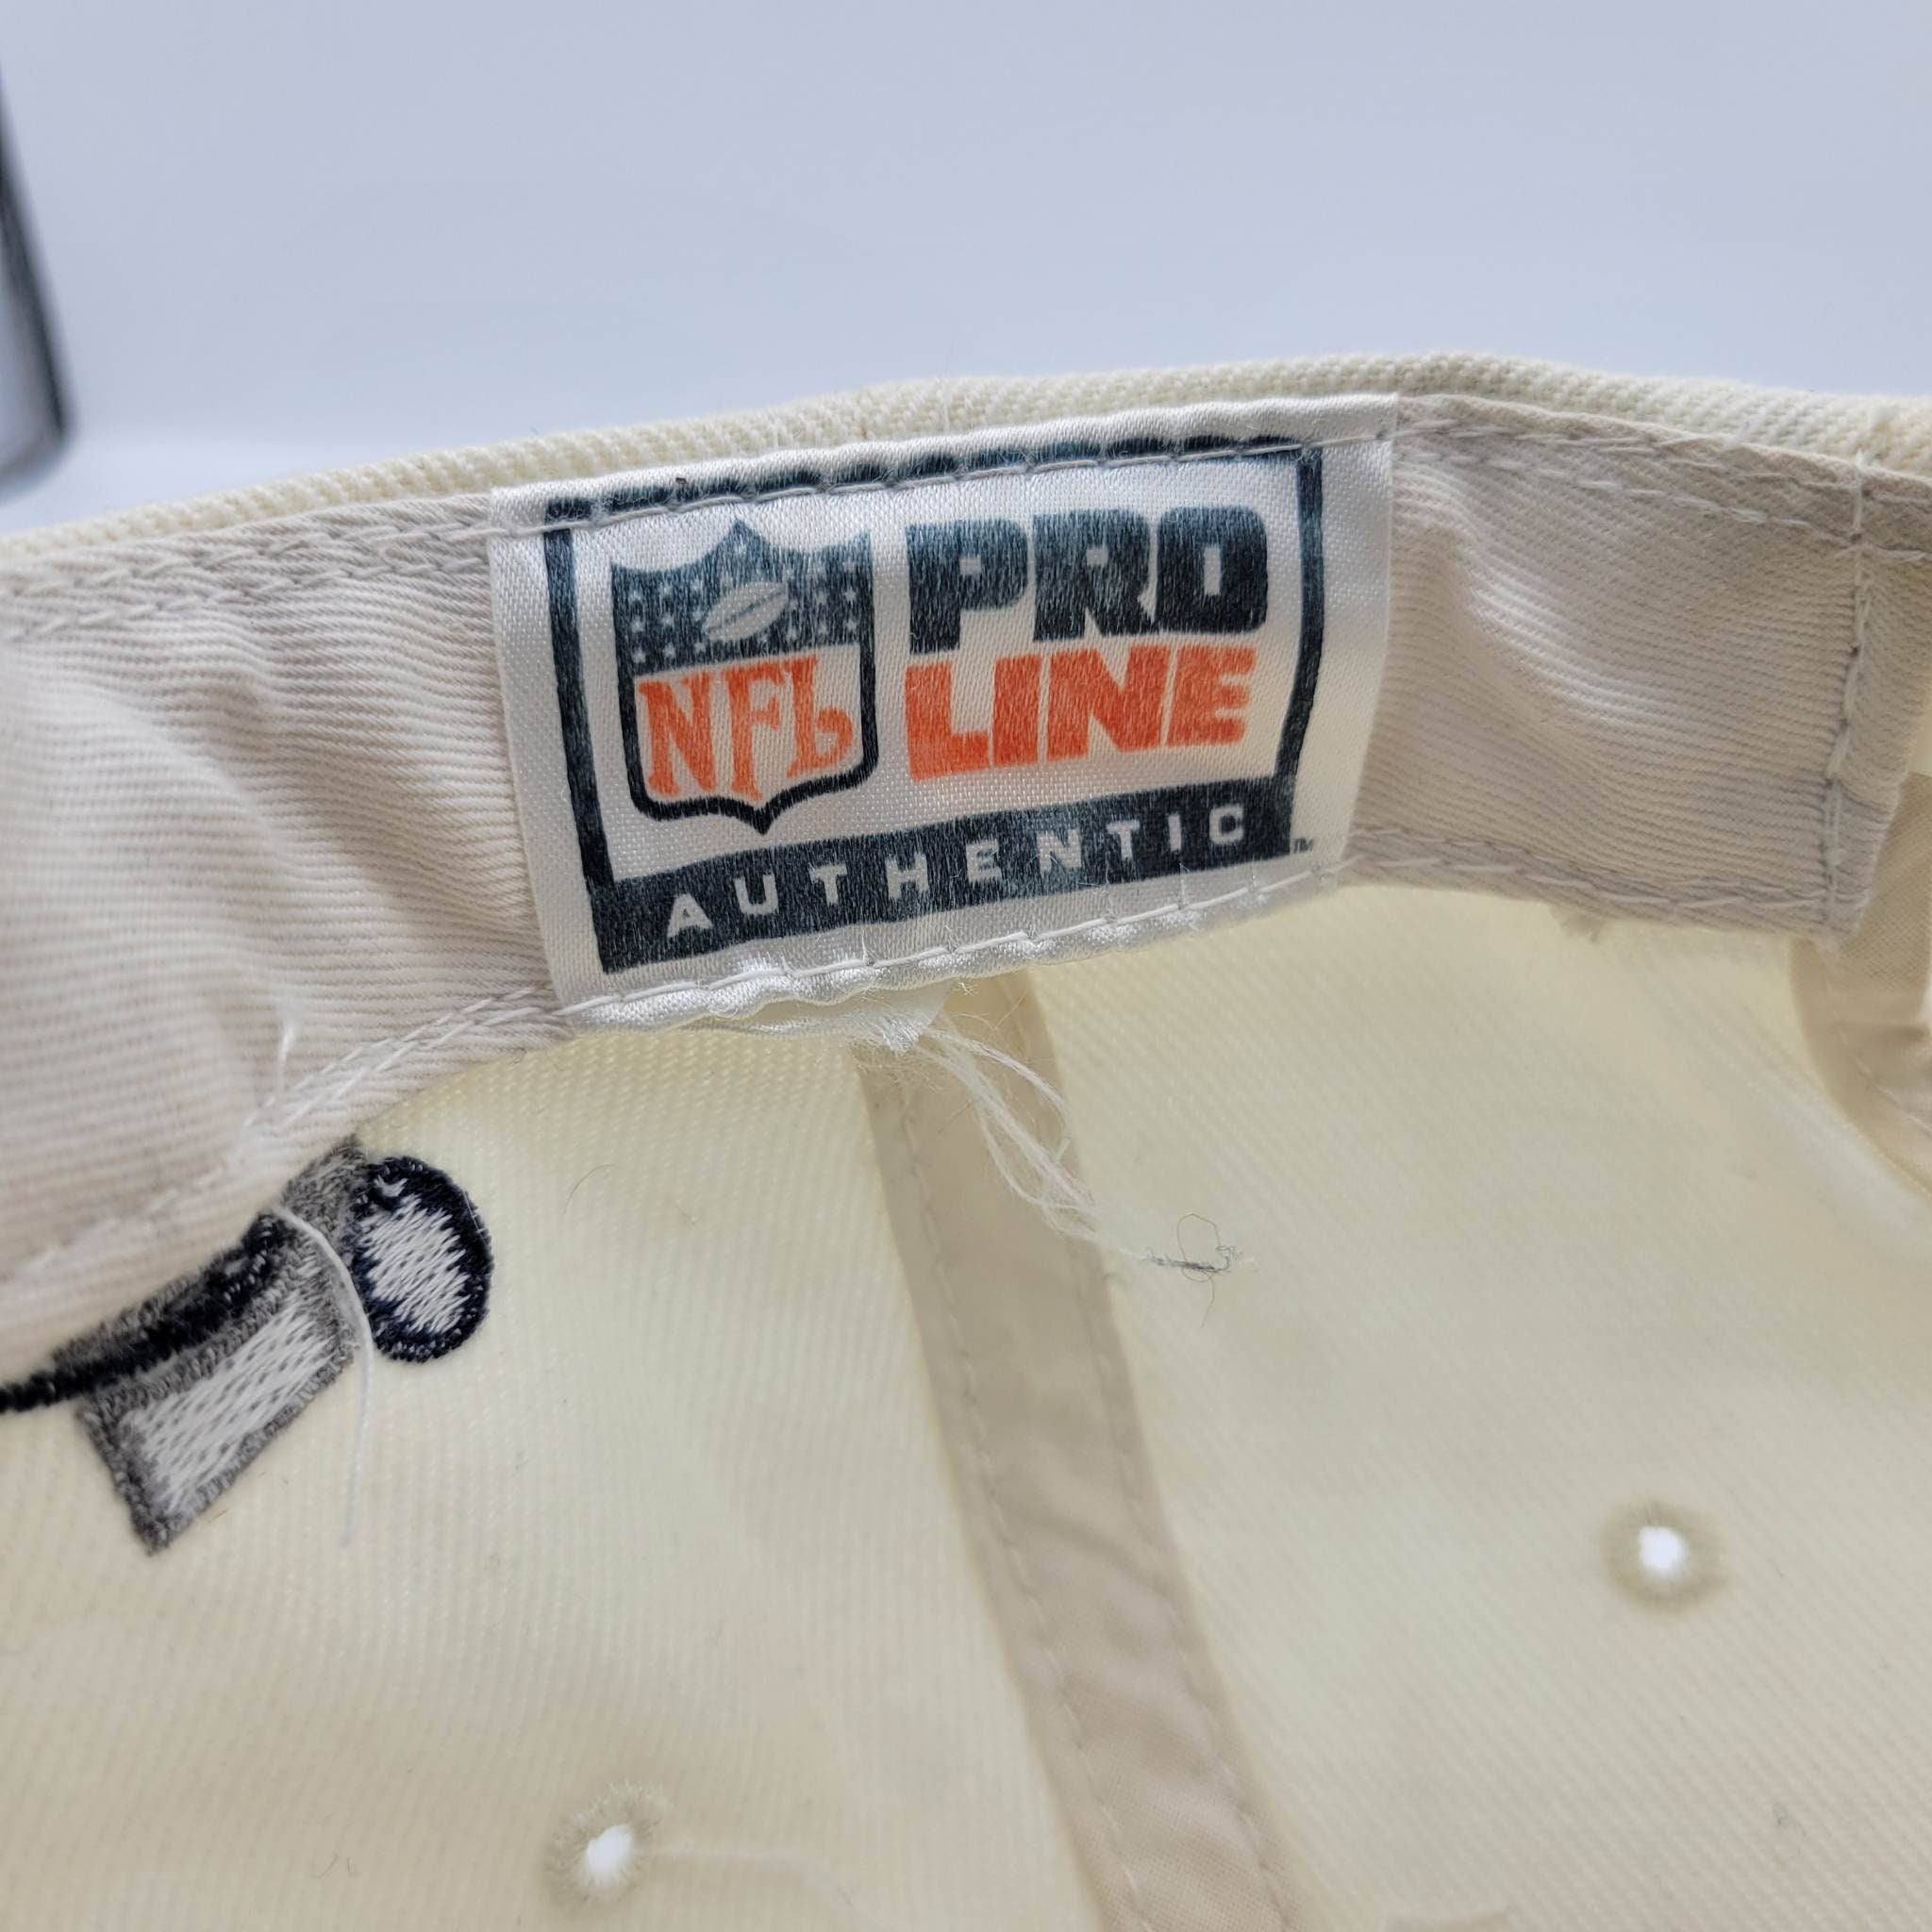 NFL
PRO
LINE
AUTHENTIC
TM